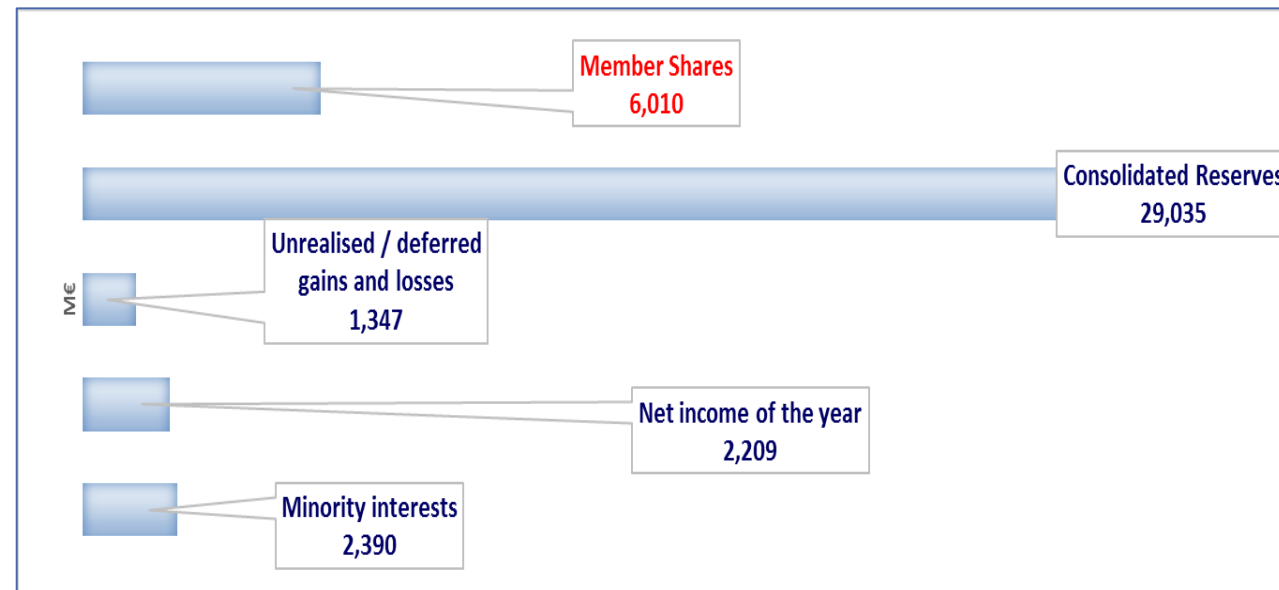 Member Shares
6,010
Consolidated Reserves
29,035
Unrealised / deferred
gains and losses
1,347
M€
Net income of the year
2,209
Minority interests
2,390